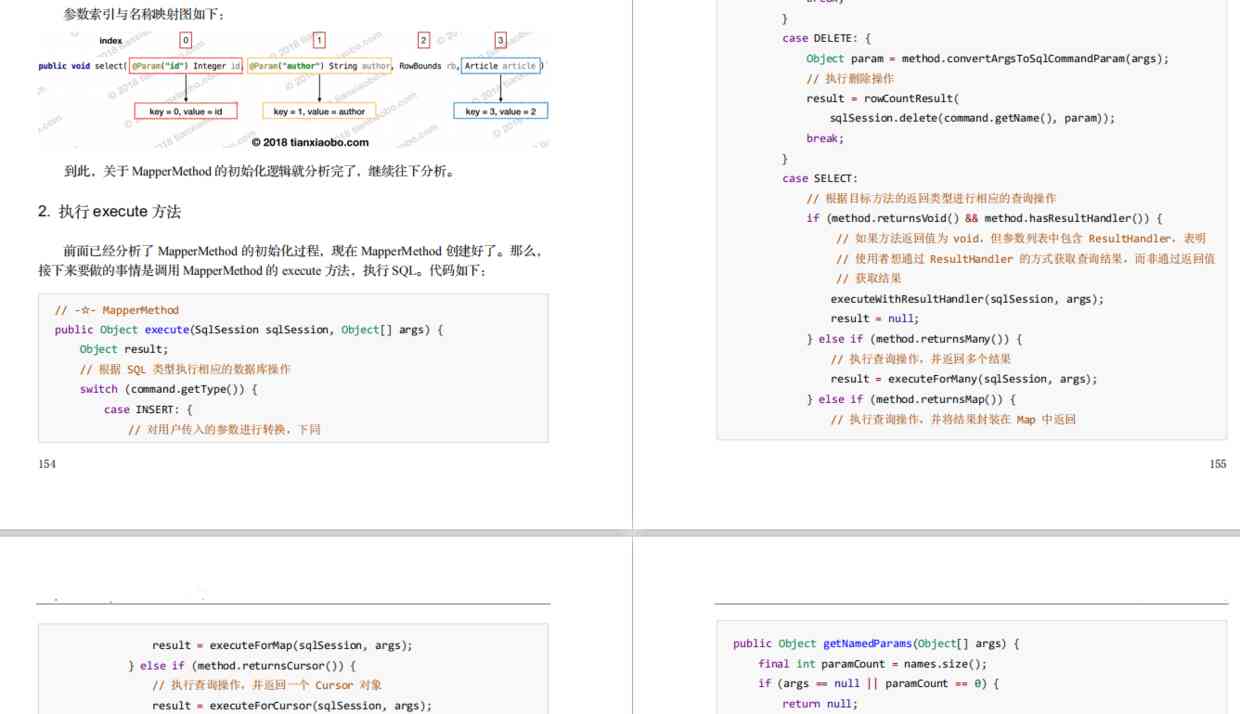 参数索引与名称映射图如下：
index 0 1 2 3
public void select( @Param("id") Integer id, @Param("author") String author, RowBounds rb, Article article )
key = 0, value = id key = 1, value = author key = 3, value = 2
© 2018 tianxiaobo.com
到此，关于 MapperMethod 的初始化逻辑就分析完了，继续往下分析。
2. 执行 execute 方法
前面已经分析了 MapperMethod 的初始化过程，现在 MapperMethod 创建好了。那么，
接下来要做的事情是调用 MapperMethod 的 execute 方法，执行 SQL。代码如下：
// -☆- MapperMethod
public Object execute(SqlSession sqlSession, Object[] args) {
Object result;
// 根据 SQL 类型执行相应的数据库操作
switch (command.getType()) {
case INSERT: {
// 对用户传入的参数进行转换，下同
154
}
case DELETE: {
Object param = method.convertArgsToSqlCommandParam(args);
// 执行删除操作
result = rowCountResult(
sqlSession.delete(command.getName(), param));
break;
}
case SELECT:
// 根据目标方法的返回类型进行相应的查询操作
if (method.returnsVoid() && method.hasResultHandler()) {
// 如果方法返回值为 void，但参数列表中包含 ResultHandler，表明
// 使用者想通过 ResultHandler 的方式获取查询结果，而非通过返回值
// 获取结果
executeWithResultHandler(sqlSession, args);
result = null;
} else if (method.returnsMany()) {
// 执行查询操作，并返回多个结果
result = executeForMany(sqlSession, args);
} else if (method.returnsMap()) {
// 执行查询操作，并将结果封装在 Map 中返回
155
result = executeForMap(sqlSession, args);
} else if (method.returnsCursor()) {
// 执行查询操作，并返回一个 Cursor 对象
result = executeForCursor(sqlSession, args);
public Object getNamedParams(Object[] args) {
final int paramCount = names.size();
if (args == null || paramCount == 0) {
return null;